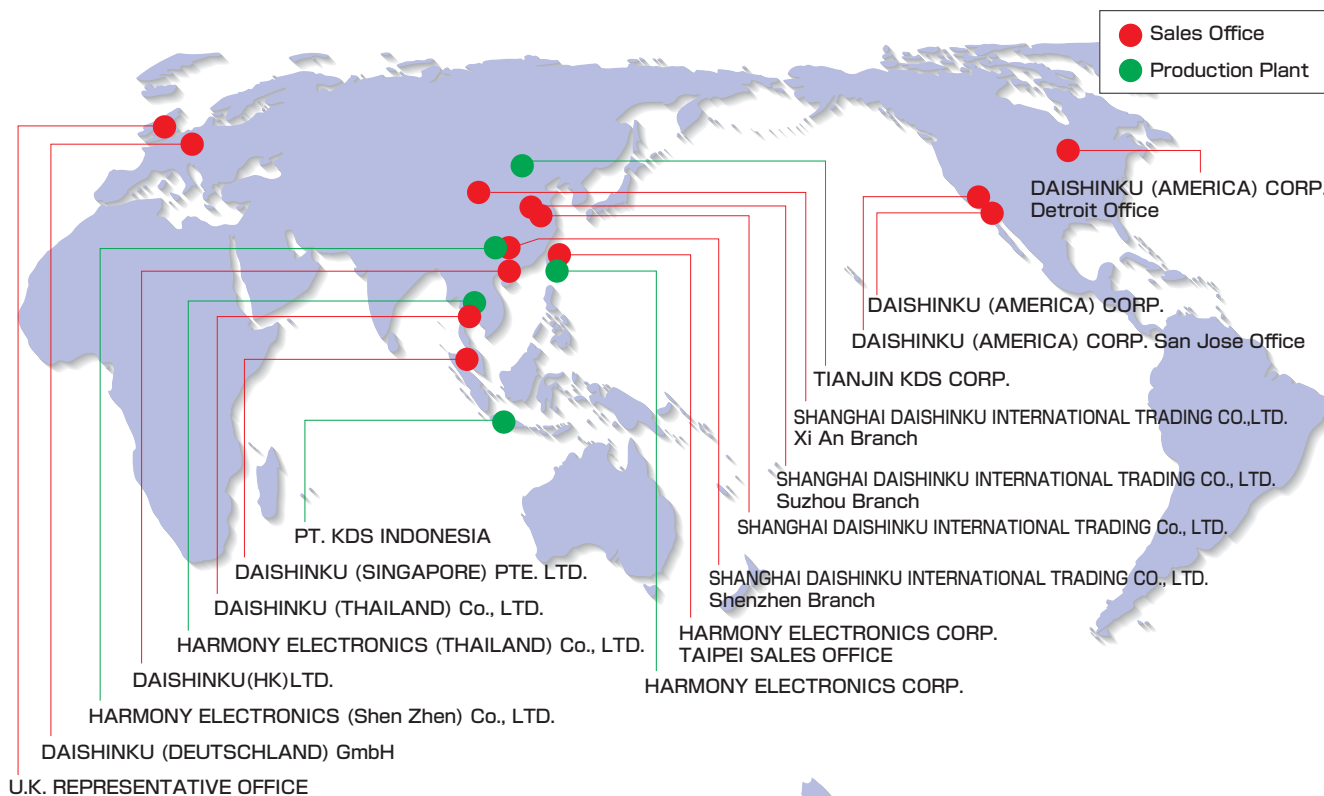 Sales Office
Production Plant
DAISHINKU (AMERICA) CORP.
Detroit Office
DAISHINKU (AMERICA) CORP.
DAISHINKU (AMERICA) CORP. San Jose Office
TIANJIN KDS CORP.
SHANGHAI DAISHINKU INTERNATIONAL TRADING CO.,LTD.
Xi An Branch
SHANGHAI DAISHINKU INTERNATIONAL TRADING CO., LTD.
Suzhou Branch
SHANGHAI DAISHINKU INTERNATIONAL TRADING Co., LTD.
SHANGHAI DAISHINKU INTERNATIONAL TRADING CO., LTD.
Shenzhen Branch
HARMONY ELECTRONICS CORP.
TAIPEI SALES OFFICE
HARMONY ELECTRONICS CORP.
PT. KDS INDONESIA
DAISHINKU (SINGAPORE) PTE. LTD.
DAISHINKU (THAILAND) Co., LTD.
HARMONY ELECTRONICS (THAILAND) Co., LTD.
DAISHINKU(HK)LTD.
HARMONY ELECTRONICS (Shen Zhen) Co., LTD.
DAISHINKU (DEUTSCHLAND) GmbH
U.K. REPRESENTATIVE OFFICE